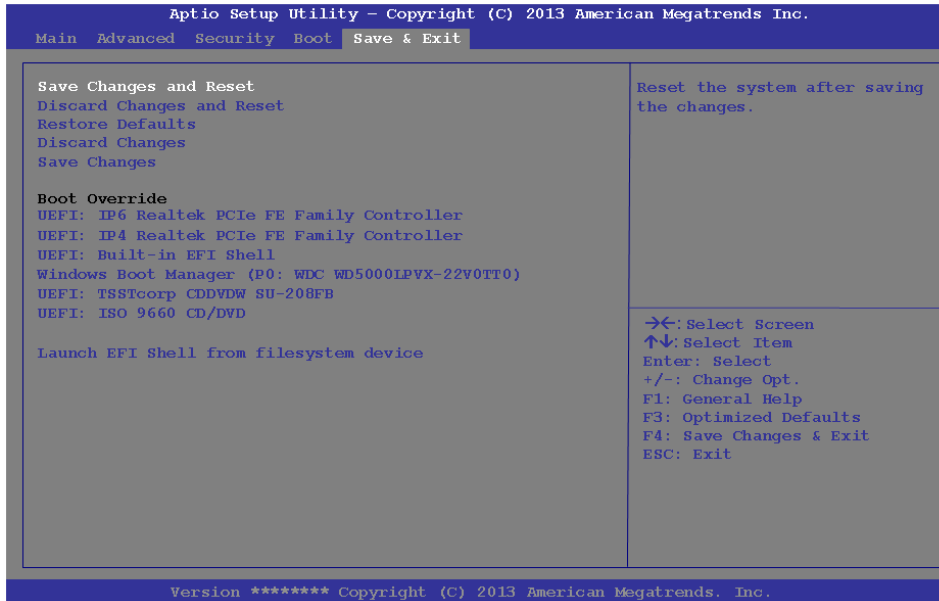 Aptio Setup Utility – Copyright (C) 2013 American Megatrends Inc.
Main Advanced Security Boot Save & Exit
Save Changes and Reset
Discard Changes and Reset
Restore Defaults
Discard Changes
Save Changes
Boot Override
UEFI: IP6 Realtek PCIe FE Family Controller
UEFI: IP4 Realtek PCIe FE Family Controller
UEFI: Built-in EFI Shell
Windows Boot Manager (P0: WDC WD5000LPVX-22V0TT0)
UEFI: TSSTcorp CDDVDW SU-208FB
UEFI: ISO 9660 CD/DVD
Launch EFI Shell from filesystem device
Reset the system after saving
the changes.
→←: Select Screen
↑↓: Select Item
Enter: Select
+/-: Change Opt.
F1: General Help
F3: Optimized Defaults
F4: Save Changes & Exit
ESC: Exit
Version ******** Copyright (C) 2013 American Megatrends. Inc.